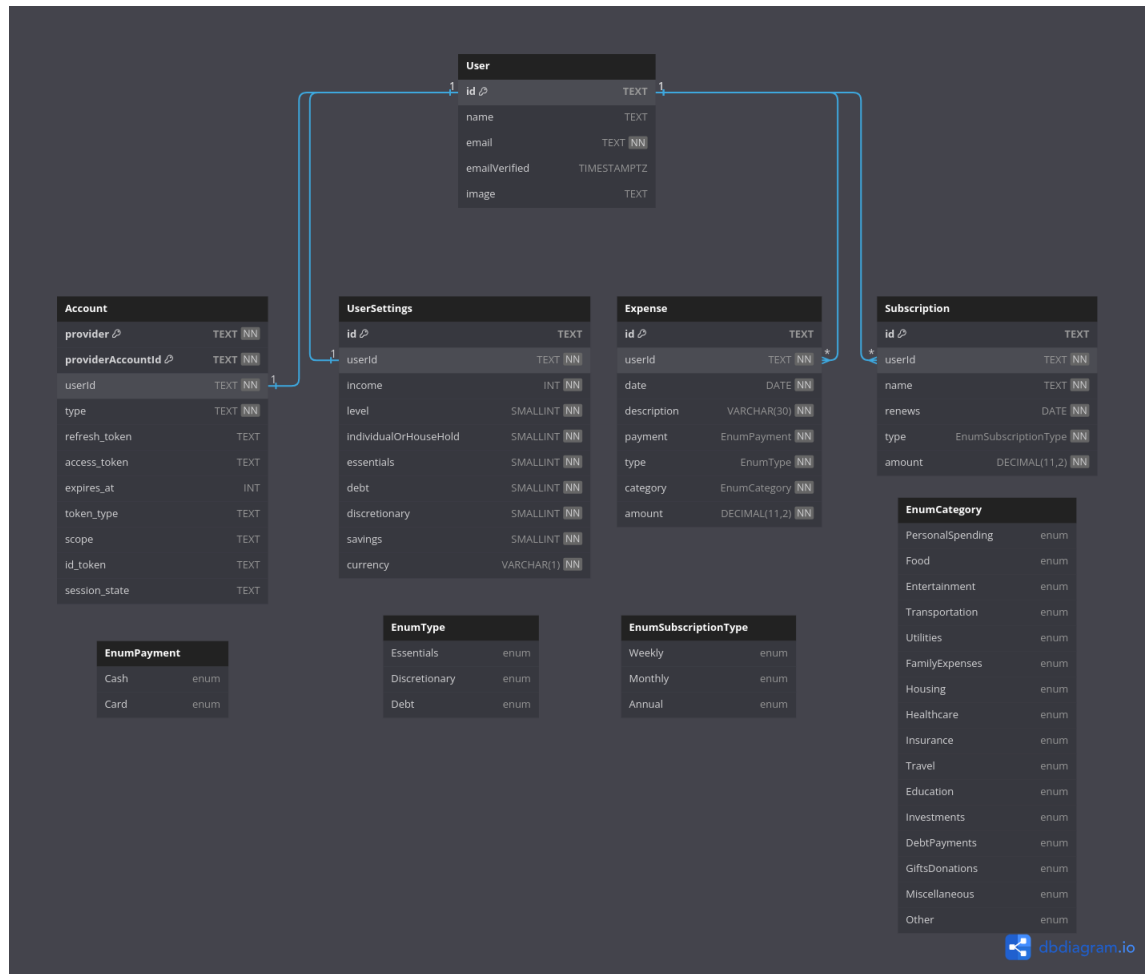 User
1 id TEXT 1
name TEXT
email TEXT NN
emailVerified TIMESTAMPTZ
image TEXT
Account
provider TEXT NN
providerAccountId TEXT NN
userId TEXT NN 1
type TEXT NN
refresh_token TEXT
access_token TEXT
expires_at INT
token_type TEXT
scope TEXT
id_token TEXT
session_state TEXT
UserSettings
id TEXT
1 userId TEXT NN
income INT NN
level SMALLINT NN
individualOrHouseHold SMALLINT NN
essentials SMALLINT NN
debt SMALLINT NN
discretionary SMALLINT NN
savings SMALLINT NN
currency VARCHAR(1) NN
Expense
id TEXT
userId TEXT NN *
date DATE NN
description VARCHAR(30) NN
payment EnumPayment NN
type EnumType NN
category EnumCategory NN
amount DECIMAL(11,2) NN
Subscription
id TEXT
* userId TEXT NN
name TEXT NN
renews DATE NN
type EnumSubscriptionType NN
amount DECIMAL(11,2) NN
EnumPayment
Cash enum
Card enum
EnumType
Essentials enum
Discretionary enum
Debt enum
EnumSubscriptionType
Weekly enum
Monthly enum
Annual enum
EnumCategory
PersonalSpending enum
Food enum
Entertainment enum
Transportation enum
Utilities enum
FamilyExpenses enum
Housing enum
Healthcare enum
Insurance enum
Travel enum
Education enum
Investments enum
DebtPayments enum
GiftsDonations enum
Miscellaneous enum
Other enum
dbdiagram.io